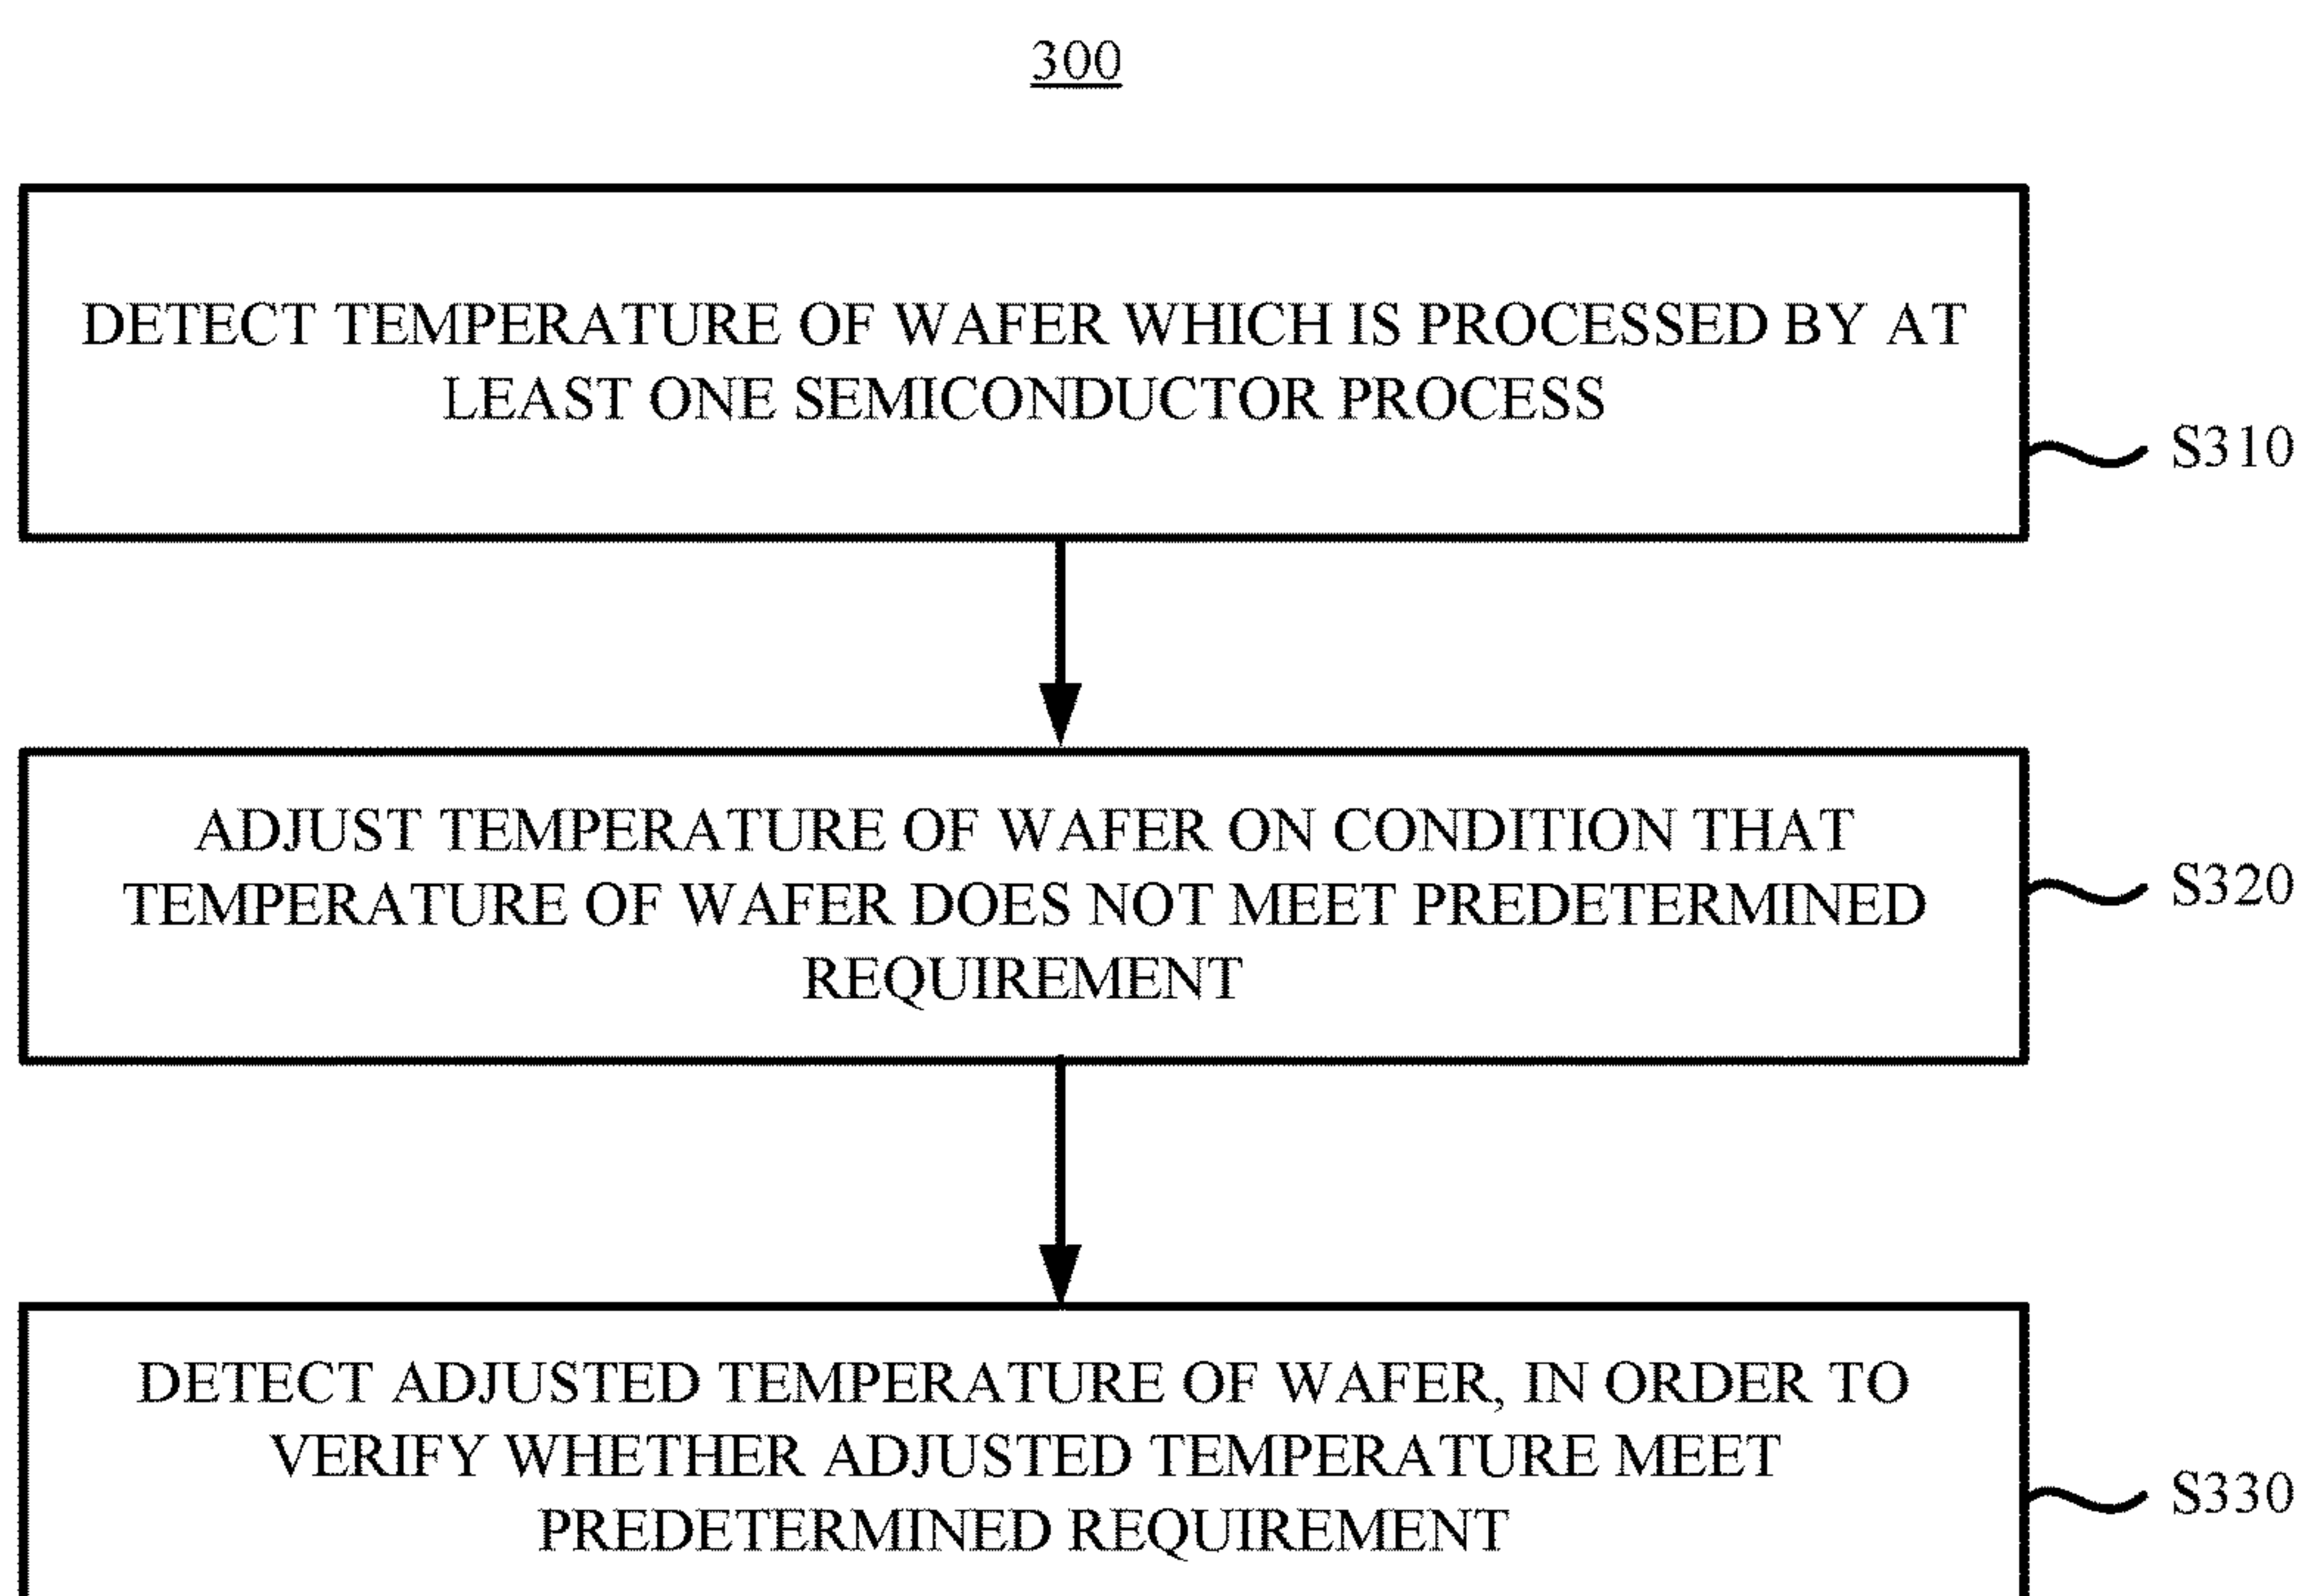 300
DETECT TEMPERATURE OF WAFER WHICH IS PROCESSED BY AT
LEAST ONE SEMICONDUCTOR PROCESS
S310
ADJUST TEMPERATURE OF WAFER ON CONDITION THAT
TEMPERATURE OF WAFER DOES NOT MEET PREDETERMINED
REQUIREMENT
S320
DETECT ADJUSTED TEMPERATURE OF WAFER, IN ORDER TO
VERIFY WHETHER ADJUSTED TEMPERATURE MEET
PREDETERMINED REQUIREMENT
S330